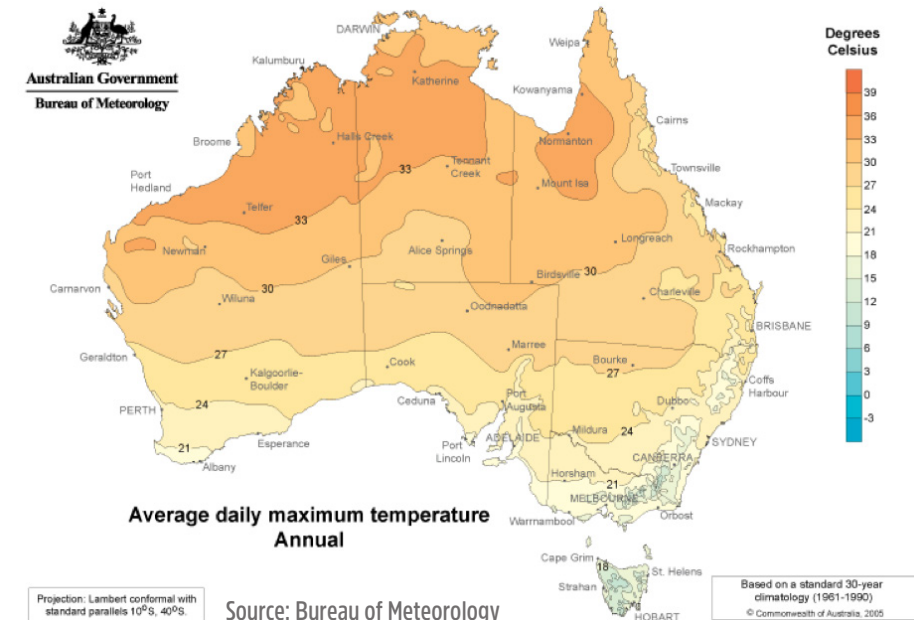 Australian Government
Bureau of Meteorology
Degrees
Celsius
39
36
33
30
27
24
21
18
15
12
9
6
3
0
-3
DARWIN
Weipa
Kalumburu
Katherine
Kowanyama
Cairns
Broome
Halls Creek
Normanton
Port
Hedland
33
Tennant
Creek
Townsville
Mount Isa
Telfer
33
Mackay
Newman
Alice Springs
Longreach
Rockhampton
Giles
Carnarvon
30
Birdsville
30
Wiluna
Charleville
Oodnadatta
BRISBANE
Geraldton
27
Marree
Cook
Bourke
27
Kalgoorlie-
Boulder
Coffs
Harbour
PERTH
24
Ceduna
Port
Augusta
Dubbo
Mildura
24
21
Esperance
Port
Lincoln
ADELAIDE
SYDNEY
Albany
CANBERRA
Horsham
21
MELBOURNE
Warrnambool
Orbost
Average daily maximum temperature
Annual
Cape Grim
18
St. Helens
Strahan
HOBART
Projection: Lambert conformal with
standard parallels 10°S, 40°S.
Source: Bureau of Meteorology
Based on a standard 30-year
climatology (1961-1990)
© Commonwealth of Australia, 2005